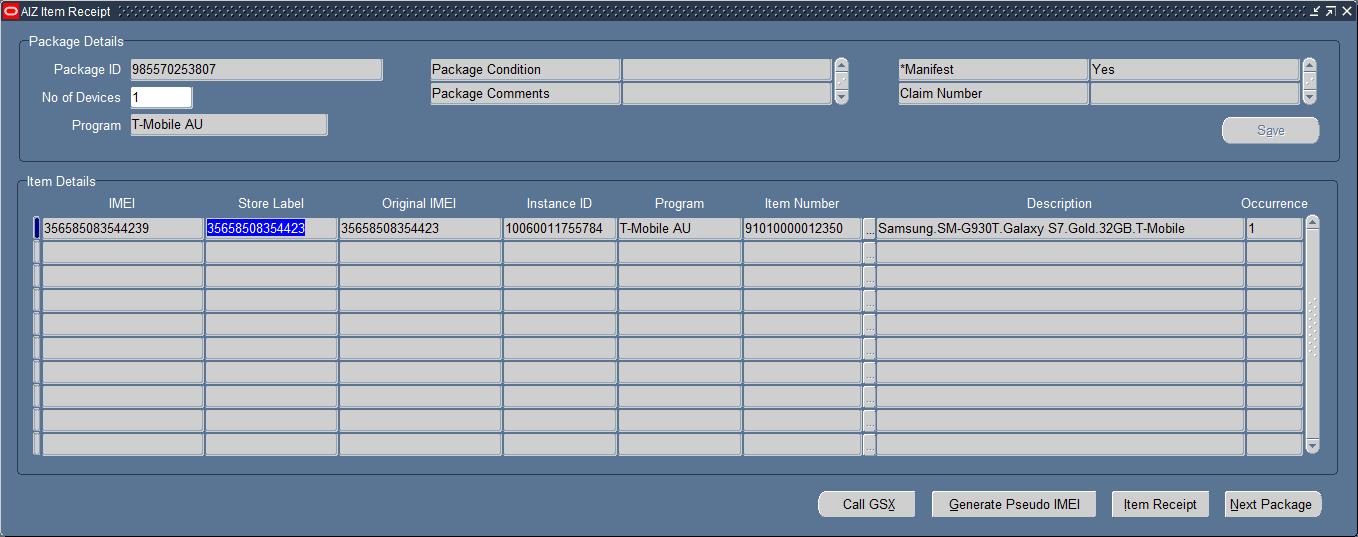 AIZ Item Receipt
Package Details
Package ID 985570253807 Package Condition *Manifest Yes
No of Devices 1 Package Comments Claim Number
Program T-Mobile AU
Save
Item Details
IMEI Store Label Original IMEI Instance ID Program Item Number Description Occurrence
356585083544239 35658508354423 35658508354423 10060011755784 T-Mobile AU 91010000012350 ... Samsung.SM-G930T.Galaxy S7.Gold.32GB.T-Mobile 1
...
...
...
...
...
...
...
...
...
Call GSX Generate Pseudo IMEI Item Receipt Next Package